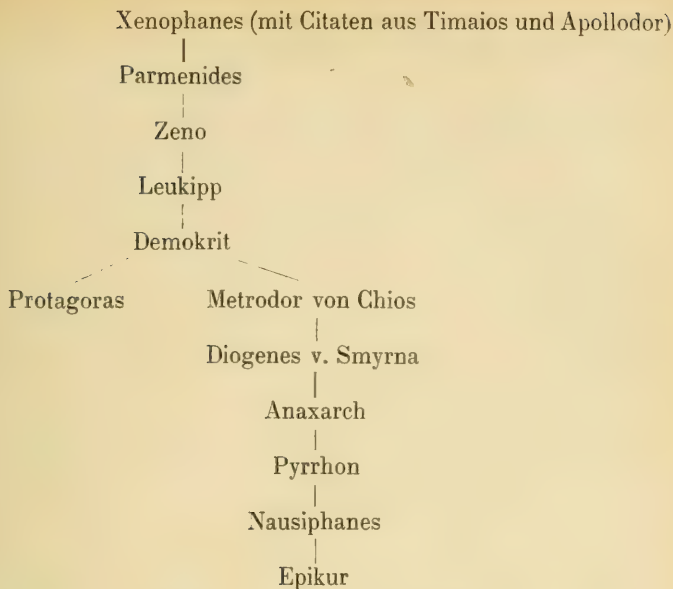 Xenophanes (mit Citaten aus Timaios und Apollodor)
Parmenides
Zeno
Leukipp
Demokrit
Protagoras Metrodor von Chios
Diogenes v. Smyrna
Anaxarch
Pyrrhon
Nausiphanes
Epikur